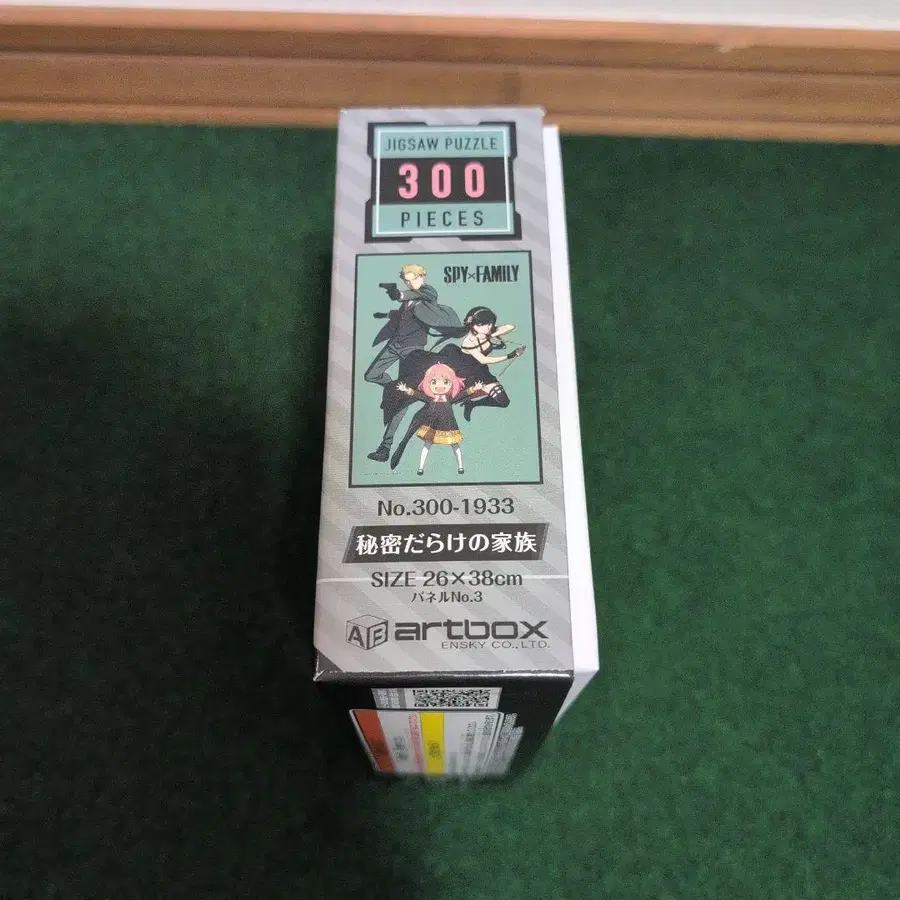 JIGSAW PUZZLE
300
PIECES
SPY×FAMILY
No.300-1933
秘密だらけの家族
SIZE 26×38cm
パネルNo.3
AB artbox
ENSKY CO.,LTD.